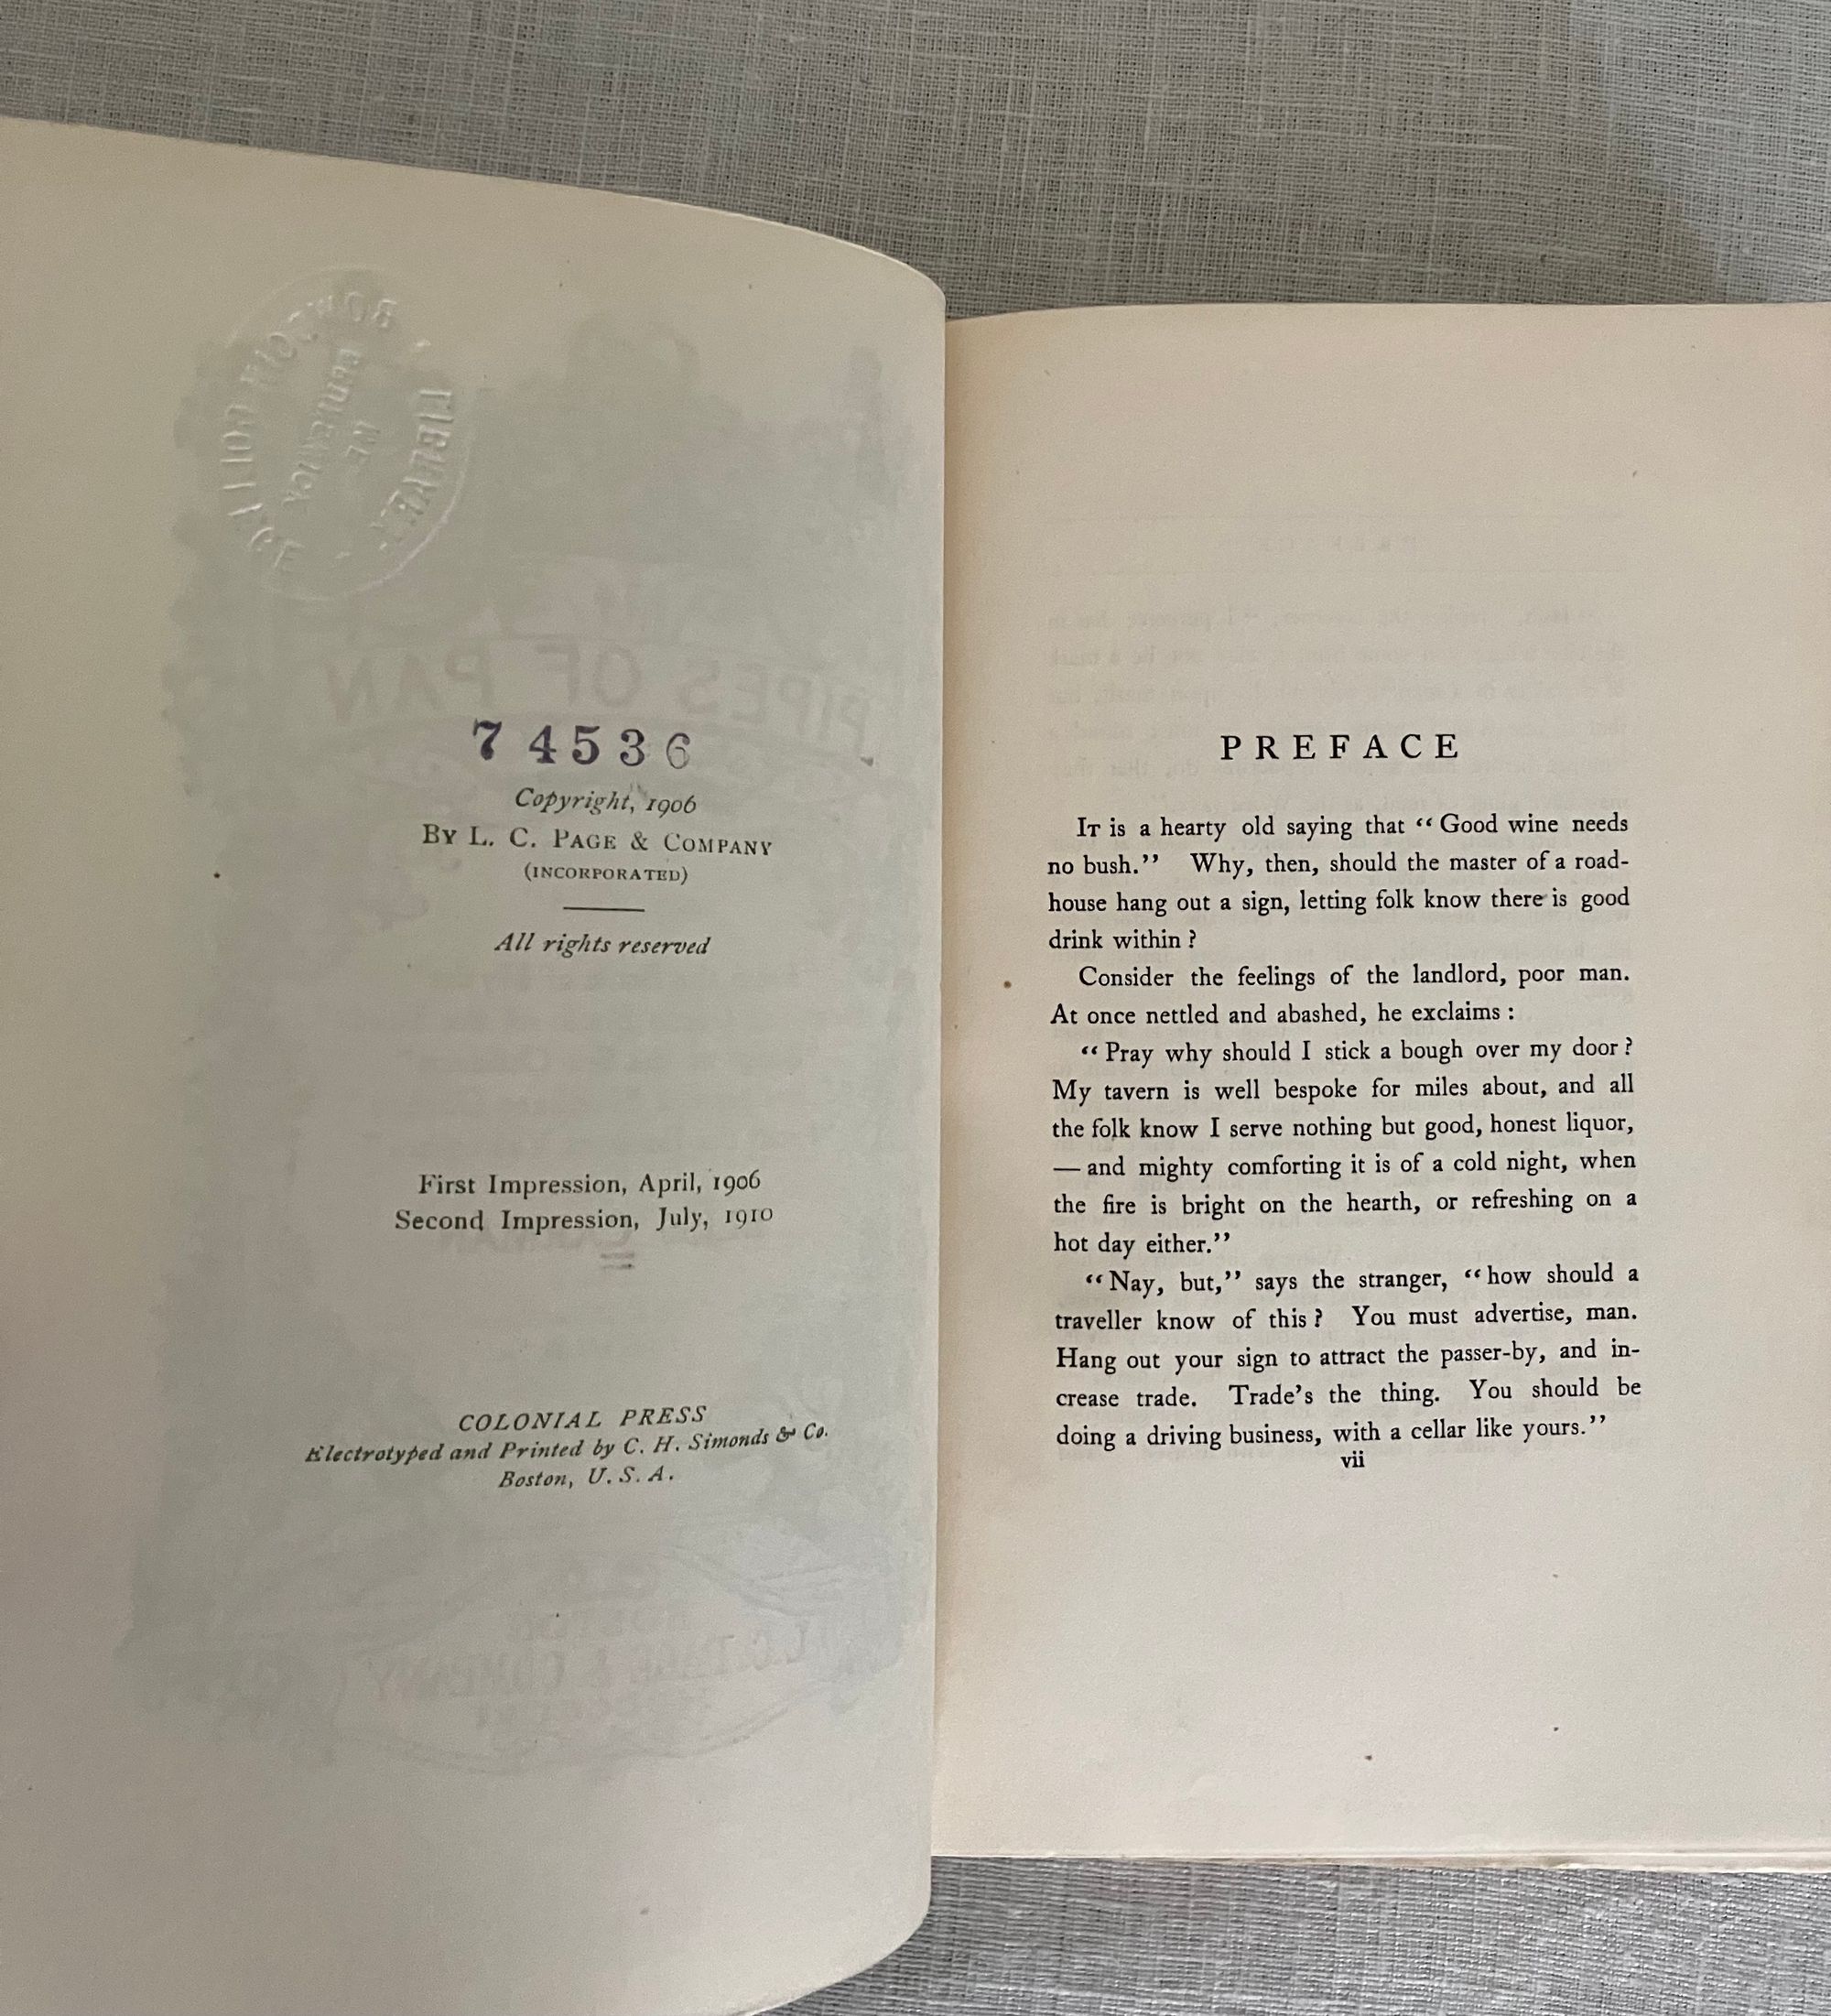 BOWDOIN COLLEGE
LIBRARY
74536
Copyright, 1906
BY L. C. PAGE & COMPANY
(INCORPORATED)
All rights reserved
First Impression, April, 1906
Second Impression, July, 1910
COLONIAL PRESS
Electrotyped and Printed by C. H. Simonds & Co.
Boston, U. S. A.
PIPES OF PAN
L.C. PAGE & COMPANY
PREFACE
IT is a hearty old saying that “Good wine needs
no bush.” Why, then, should the master of a road-
house hang out a sign, letting folk know there is good
drink within?
Consider the feelings of the landlord, poor man.
At once nettled and abashed, he exclaims:
“Pray why should I stick a bough over my door?
My tavern is well bespoke for miles about, and all
the folk know I serve nothing but good, honest liquor,
— and mighty comforting it is of a cold night, when
the fire is bright on the hearth, or refreshing on a
hot day either.”
“Nay, but,” says the stranger, “how should a
traveller know of this? You must advertise, man.
Hang out your sign to attract the passer-by, and in-
crease trade. Trade’s the thing. You should be
doing a driving business, with a cellar like yours.”
vii